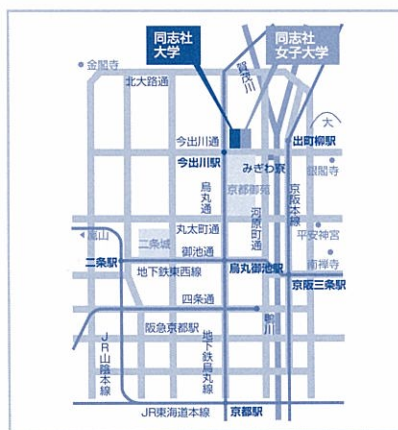 同志社
大学
同志社
女子大学
金閣寺
北大路通
賀茂川
大
今出川通
出町柳駅
今出川駅
みぎわ寮
銀閣寺
烏丸通
京都御苑
河原町通
京阪本線
丸太町通
嵐山
二条城
平安神宮
御池通
南禅寺
二条駅
地下鉄東西線
烏丸御池駅
京阪三条駅
四条通
鴨川
阪急京都駅
JR山陰本線
地下鉄烏丸線
JR東海道本線
京都駅